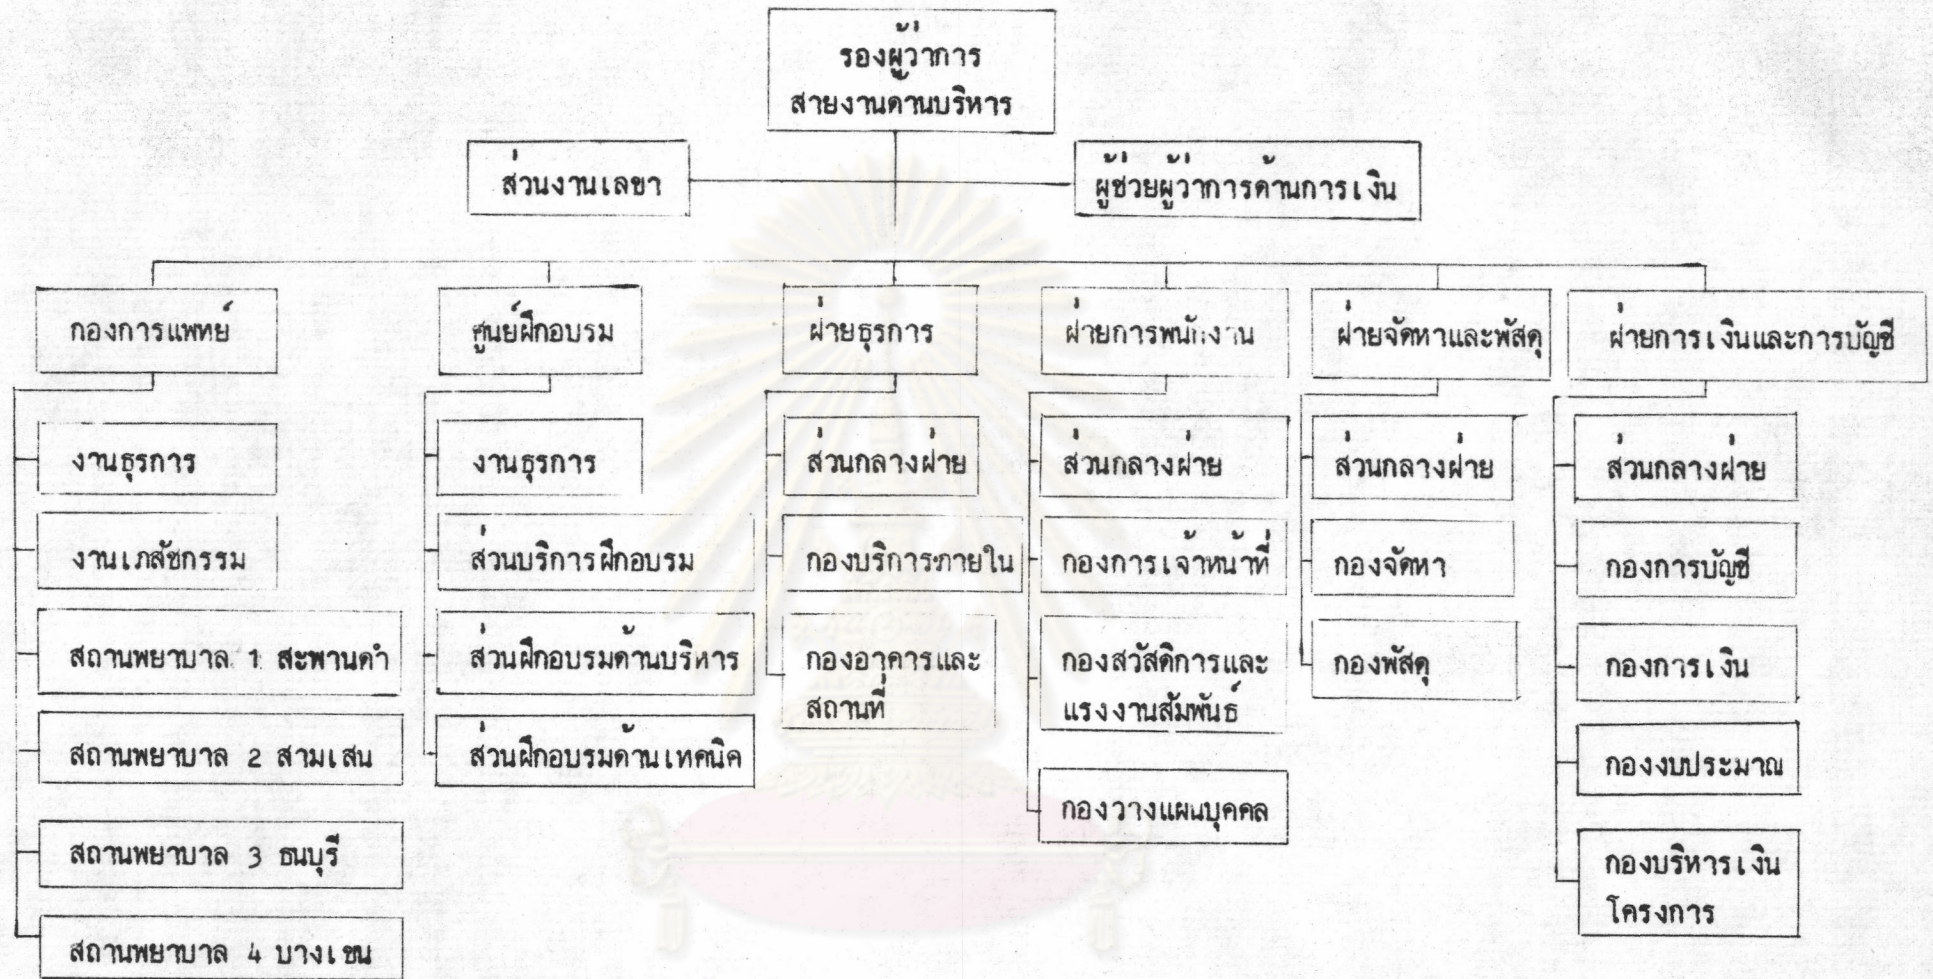 รองผู้ว่าการ
สายงานด้านบริหาร
ส่วนงานเลขา
ผู้ช่วยผู้ว่าการด้านการเงิน
กองการแพทย์
ศูนย์ฝึกอบรม
ฝ่ายธุรการ
ฝ่ายการพนักงาน
ฝ่ายจัดหาและพัสดุ
ฝ่ายการเงินและการบัญชี
งานธุรการ
งานเภสัชกรรม
สถานพยาบาล 1 สะพานดำ
สถานพยาบาล 2 สามเสน
สถานพยาบาล 3 ธนบุรี
สถานพยาบาล 4 บางเขน
งานธุรการ
ส่วนบริการฝึกอบรม
ส่วนฝึกอบรมด้านบริหาร
ส่วนฝึกอบรมด้านเทคนิค
ส่วนกลางฝ่าย
กองบริการภายใน
กองอาคารและ
สถานที่
ส่วนกลางฝ่าย
กองการเจ้าหน้าที่
กองสวัสดิการและ
แรงงานสัมพันธ์
กองวางแผนบุคคล
ส่วนกลางฝ่าย
กองจัดหา
กองพัสดุ
ส่วนกลางฝ่าย
กองการบัญชี
กองการเงิน
กองงบประมาณ
กองบริหารเงิน
โครงการ